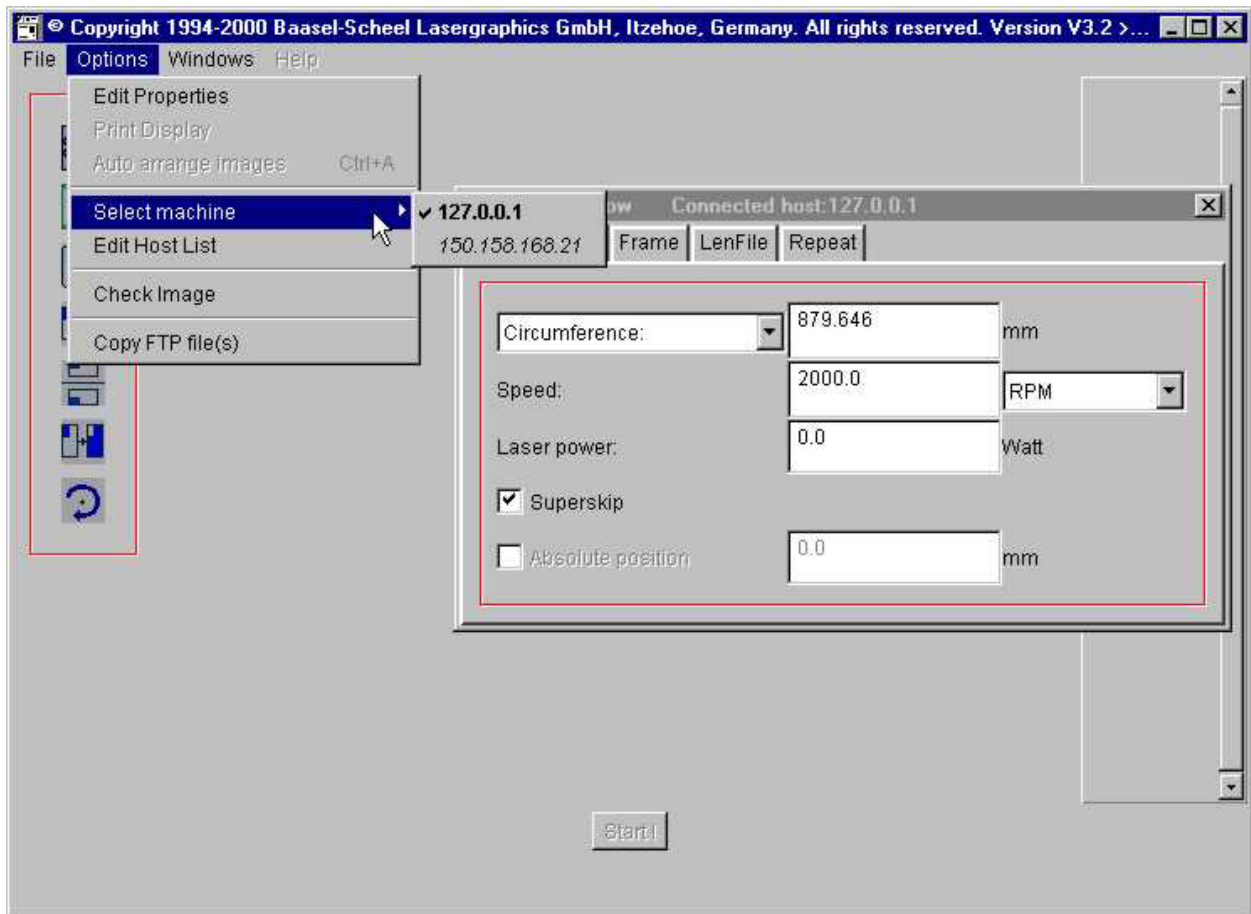 © Copyright 1994-2000 Baasel-Scheel Lasergraphics GmbH, Itzehoe, Germany. All rights reserved. Version V3.2 >...
File Options Windows Help
Edit Properties
Print Display
Auto arrange images Ctrl+A
Select machine
127.0.0.1
Connected host:127.0.0.1
Edit Host List
150.158.168.21
Frame LenFile Repeat
Check Image
Copy FTP file(s)
Circumference: 879.646 mm
Speed: 2000.0 RPM
Laser power: 0.0 Watt
Superskip
Absolute position 0.0 mm
Start !